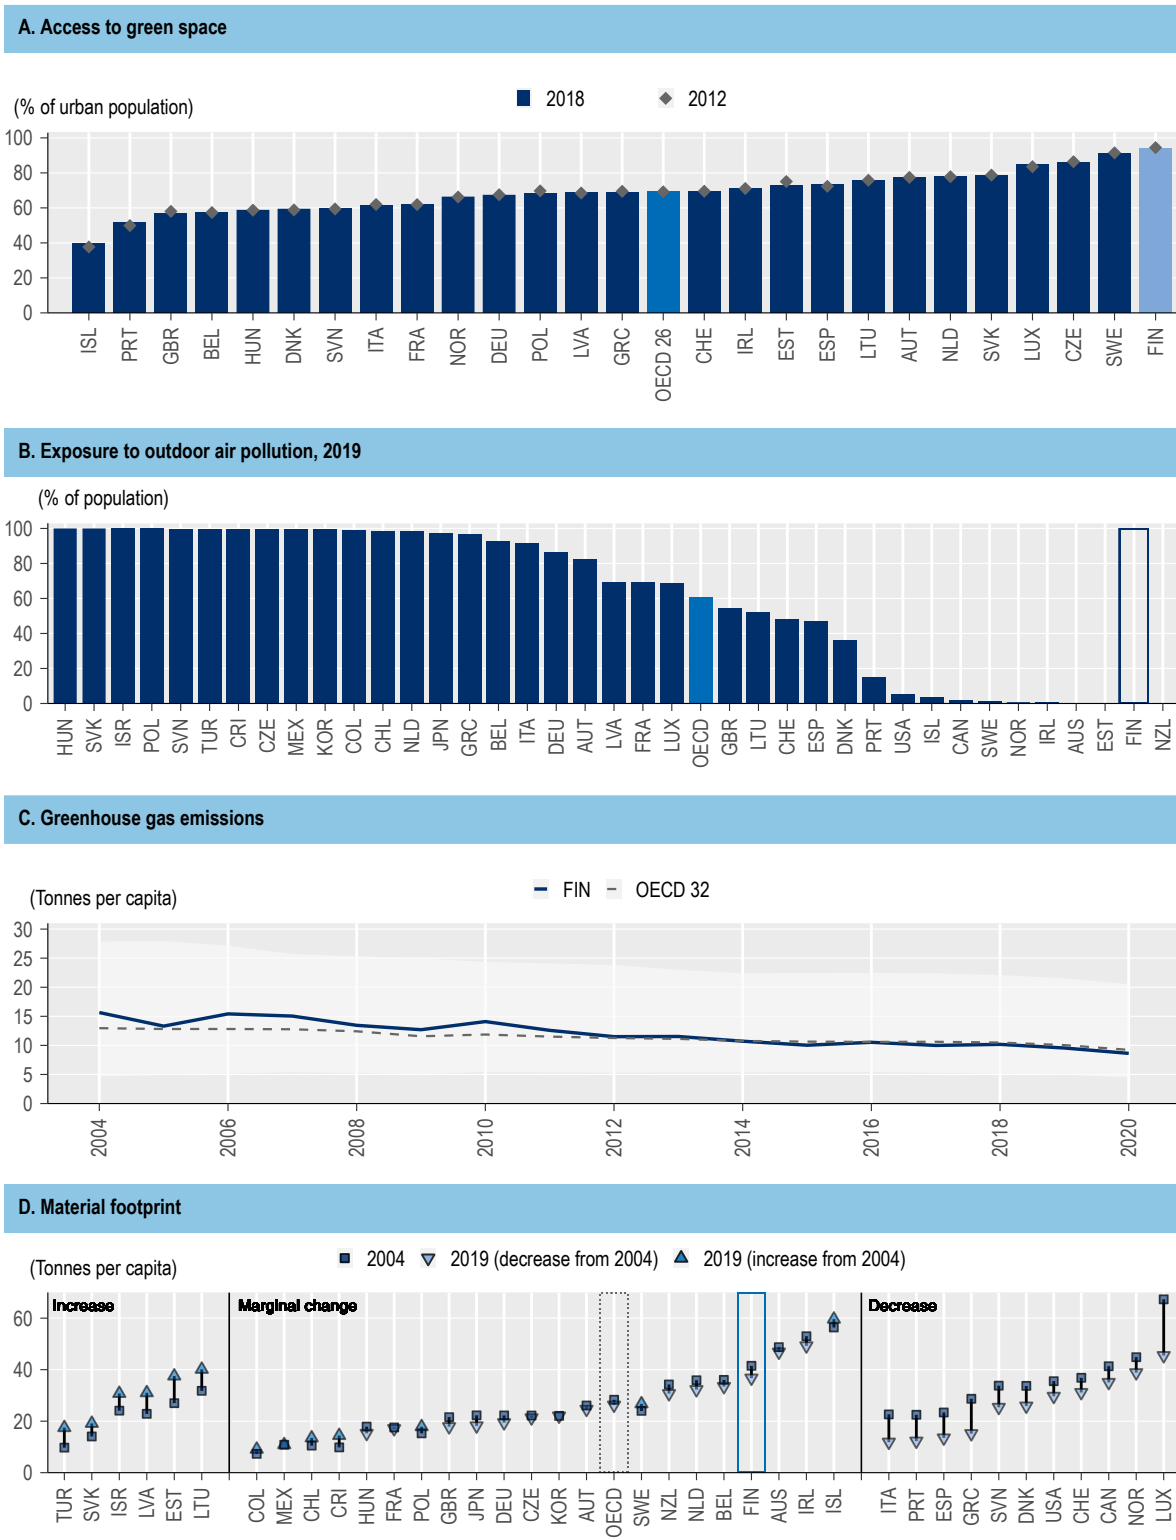 A. Access to green space
(% of urban population)
2018 2012
100
80
60
40
20
0
ISL PRT GBR BEL HUN DNK SVN ITA FRA NOR DEU POL LVA GRC OECD 26 CHE IRL EST ESP LTU AUT NLD SVK LUX CZE SWE FIN
B. Exposure to outdoor air pollution, 2019
(% of population)
100
80
60
40
20
0
HUN SVK ISR POL SVN TUR CRI CZE MEX KOR COL CHL NLD JPN GRC BEL ITA DEU AUT LVA FRA LUX OECD GBR LTU CHE ESP DNK PRT USA ISL CAN SWE NOR IRL AUS EST FIN NZL
C. Greenhouse gas emissions
(Tonnes per capita)
FIN OECD 32
30
25
20
15
10
5
0
2004 2006 2008 2010 2012 2014 2016 2018 2020
D. Material footprint
(Tonnes per capita)
2004 2019 (decrease from 2004) 2019 (increase from 2004)
Increase Marginal change Decrease
60
40
20
0
TUR SVK ISR LVA EST LTU COL MEX CHL CRI HUN FRA POL GBR JPN DEU CZE KOR AUT OECD SWE NZL NLD BEL FIN AUS IRL ISL ITA PRT ESP GRC SVN DNK USA CHE CAN NOR LUX